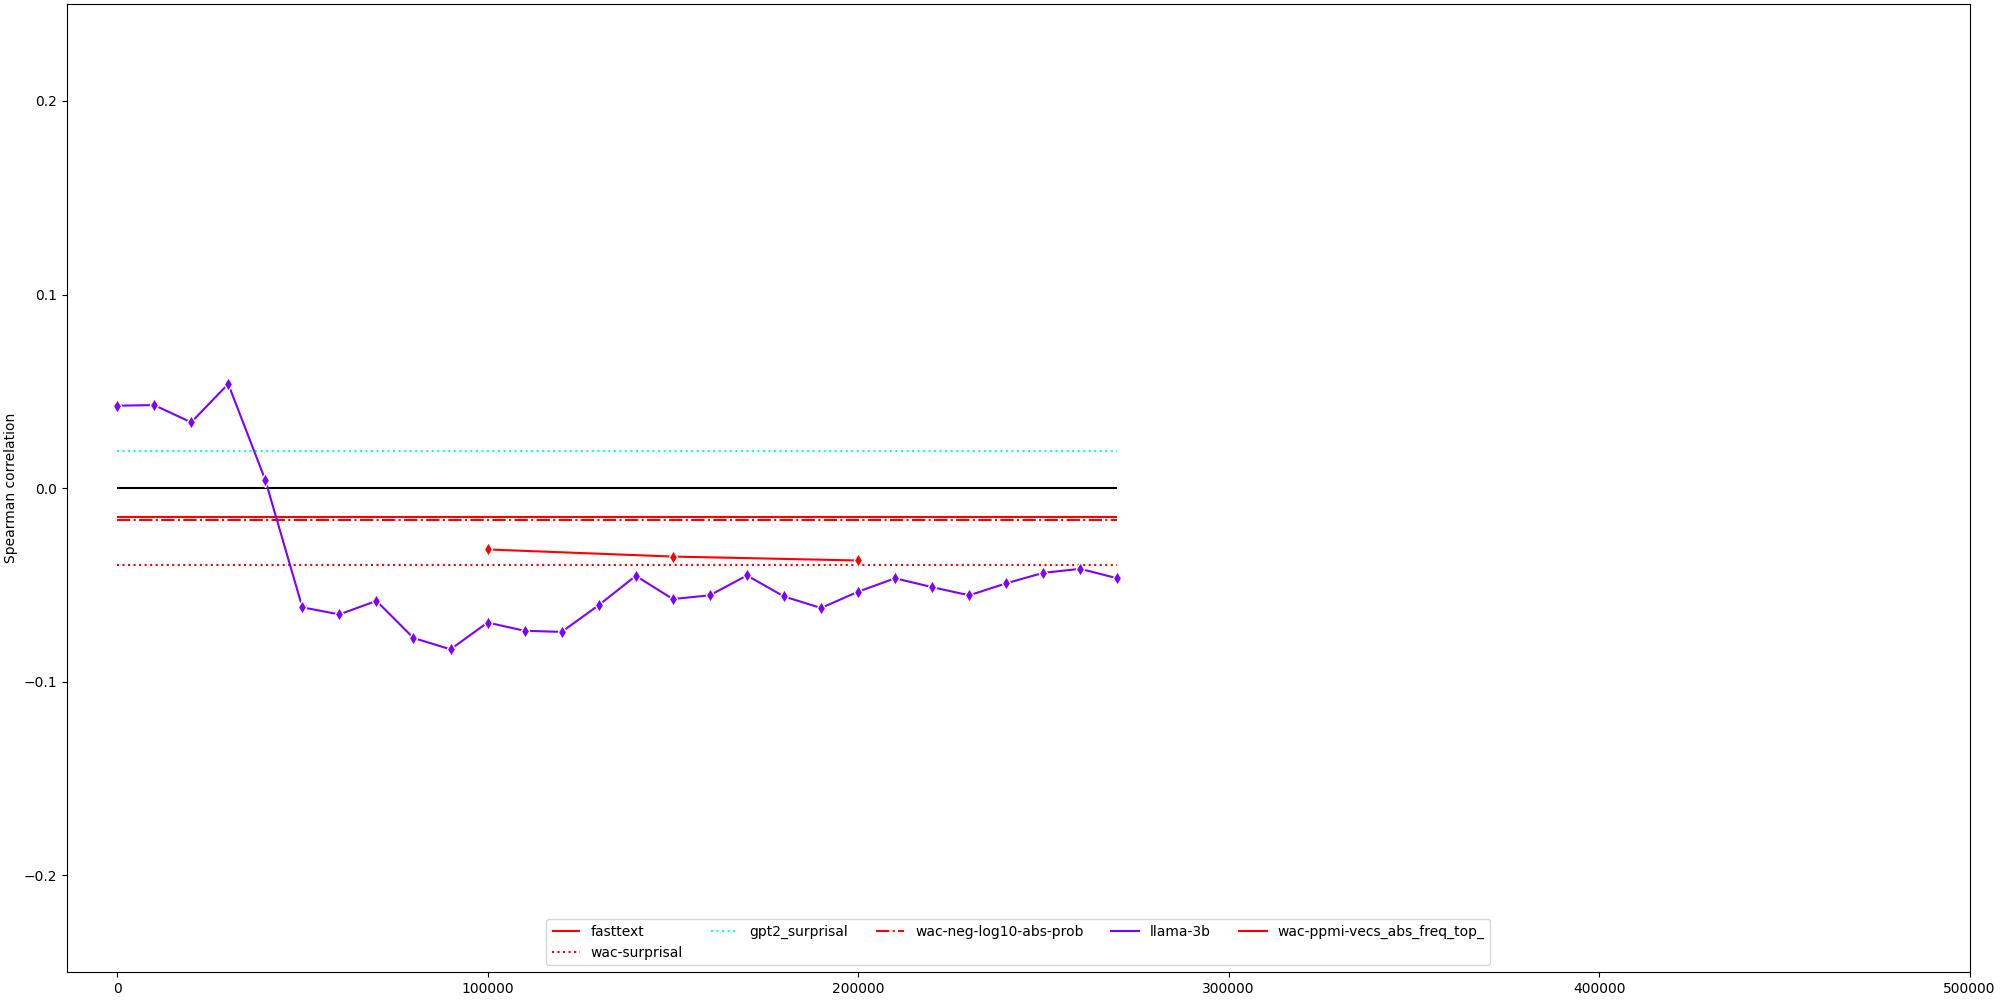 Spearman correlation
0.2
0.1
0.0
−0.1
−0.2
fasttext
wac-surprisal
gpt2_surprisal
wac-neg-log10-abs-prob
llama-3b
wac-ppmi-vecs_abs_freq_top_
0
100000
200000
300000
400000
500000